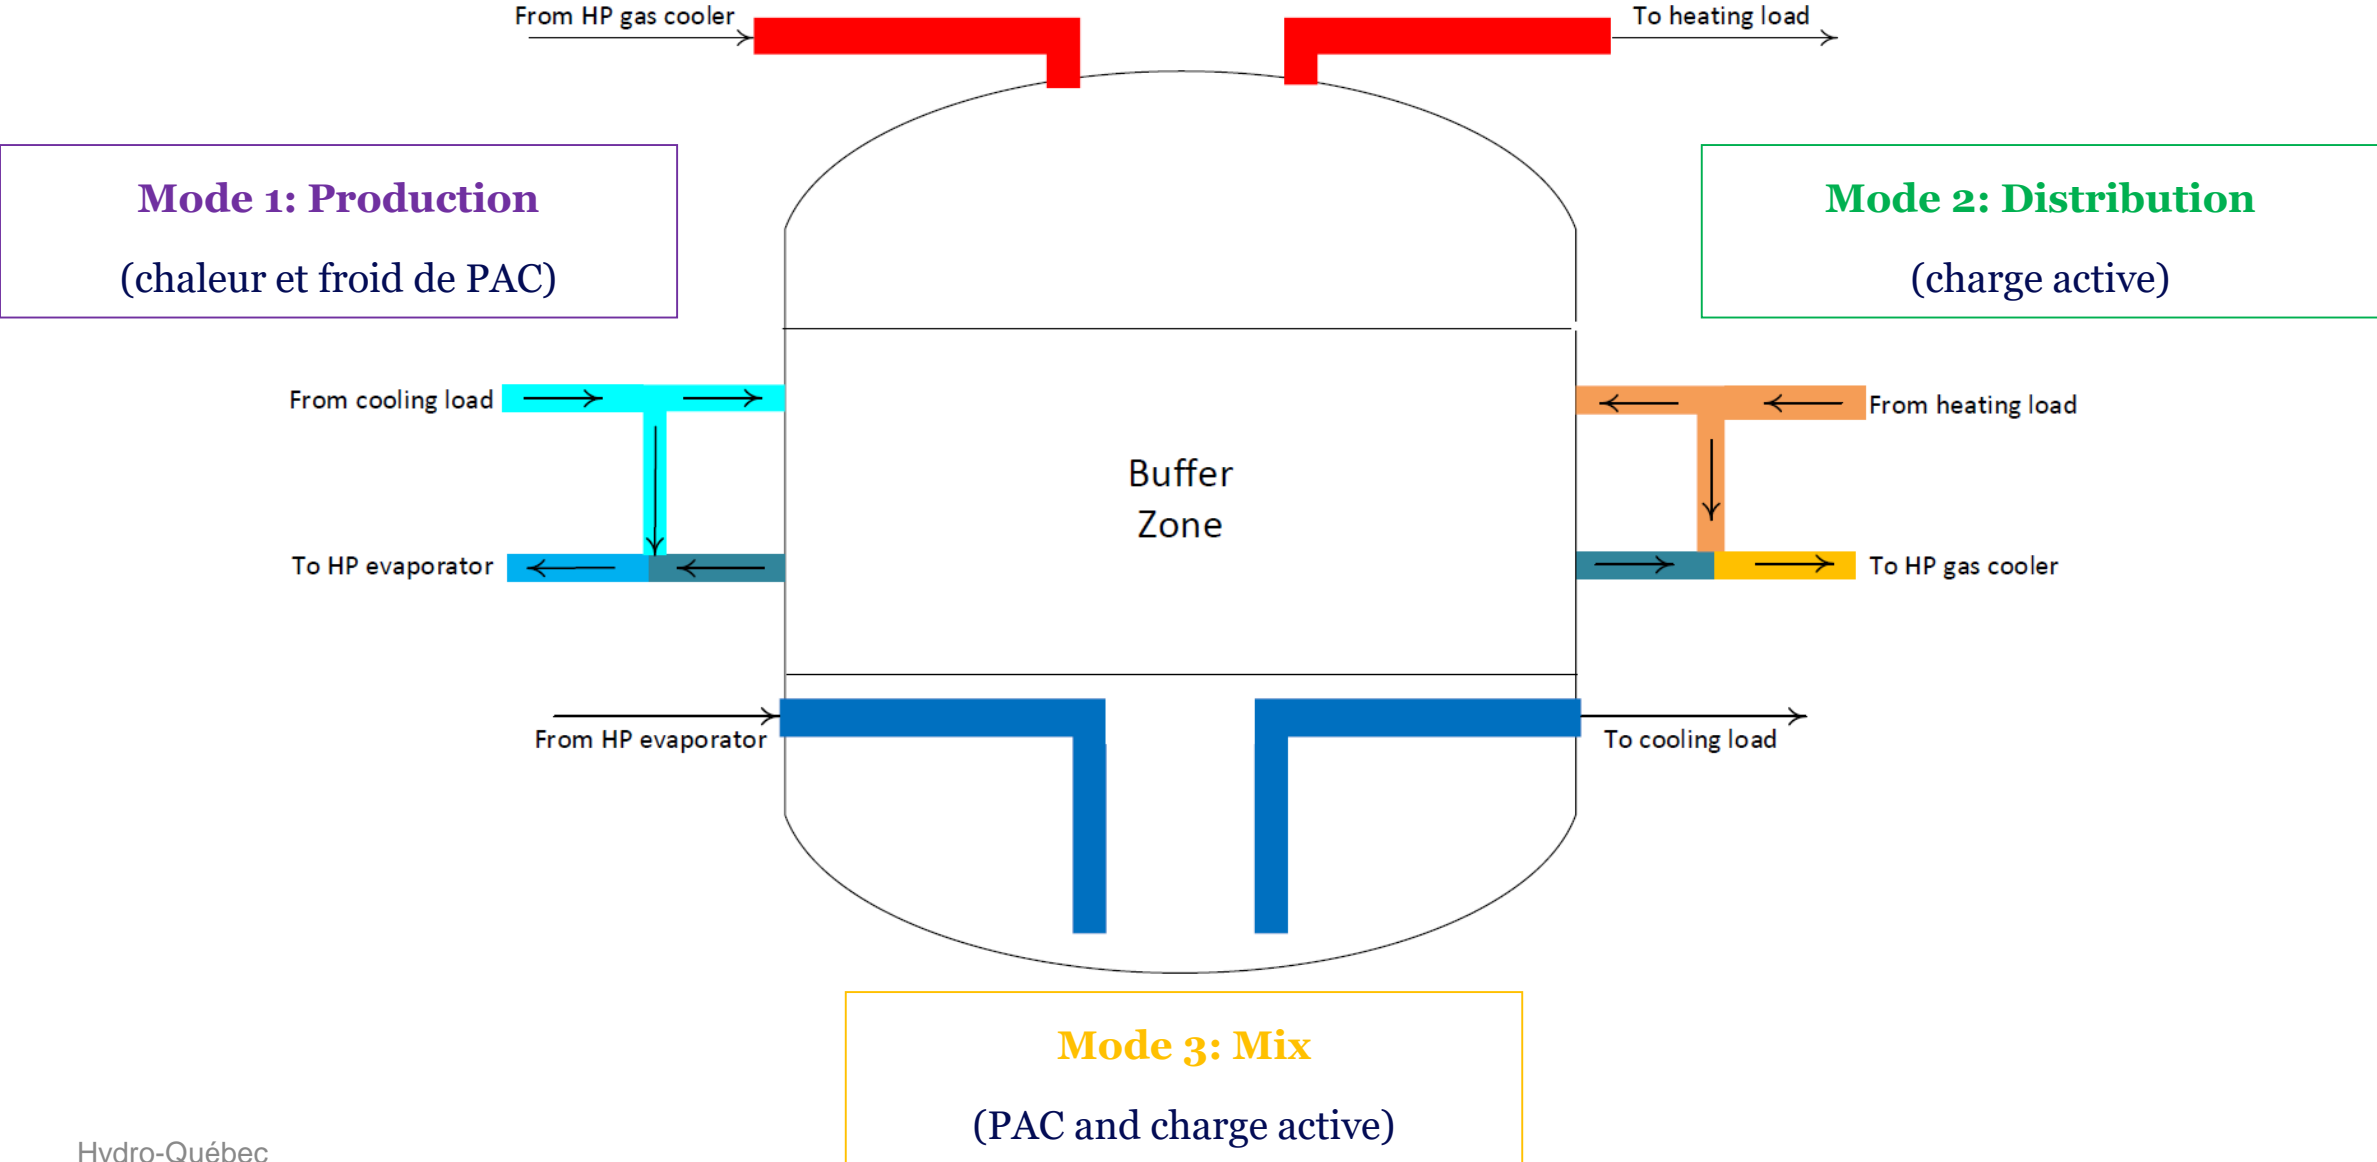 From HP gas cooler
To heating load
Mode 1: Production
(chaleur et froid de PAC)
Mode 2: Distribution
(charge active)
From cooling load
From heating load
Buffer
Zone
To HP evaporator
To HP gas cooler
From HP evaporator
To cooling load
Mode 3: Mix
(PAC and charge active)
Hydro-Québec